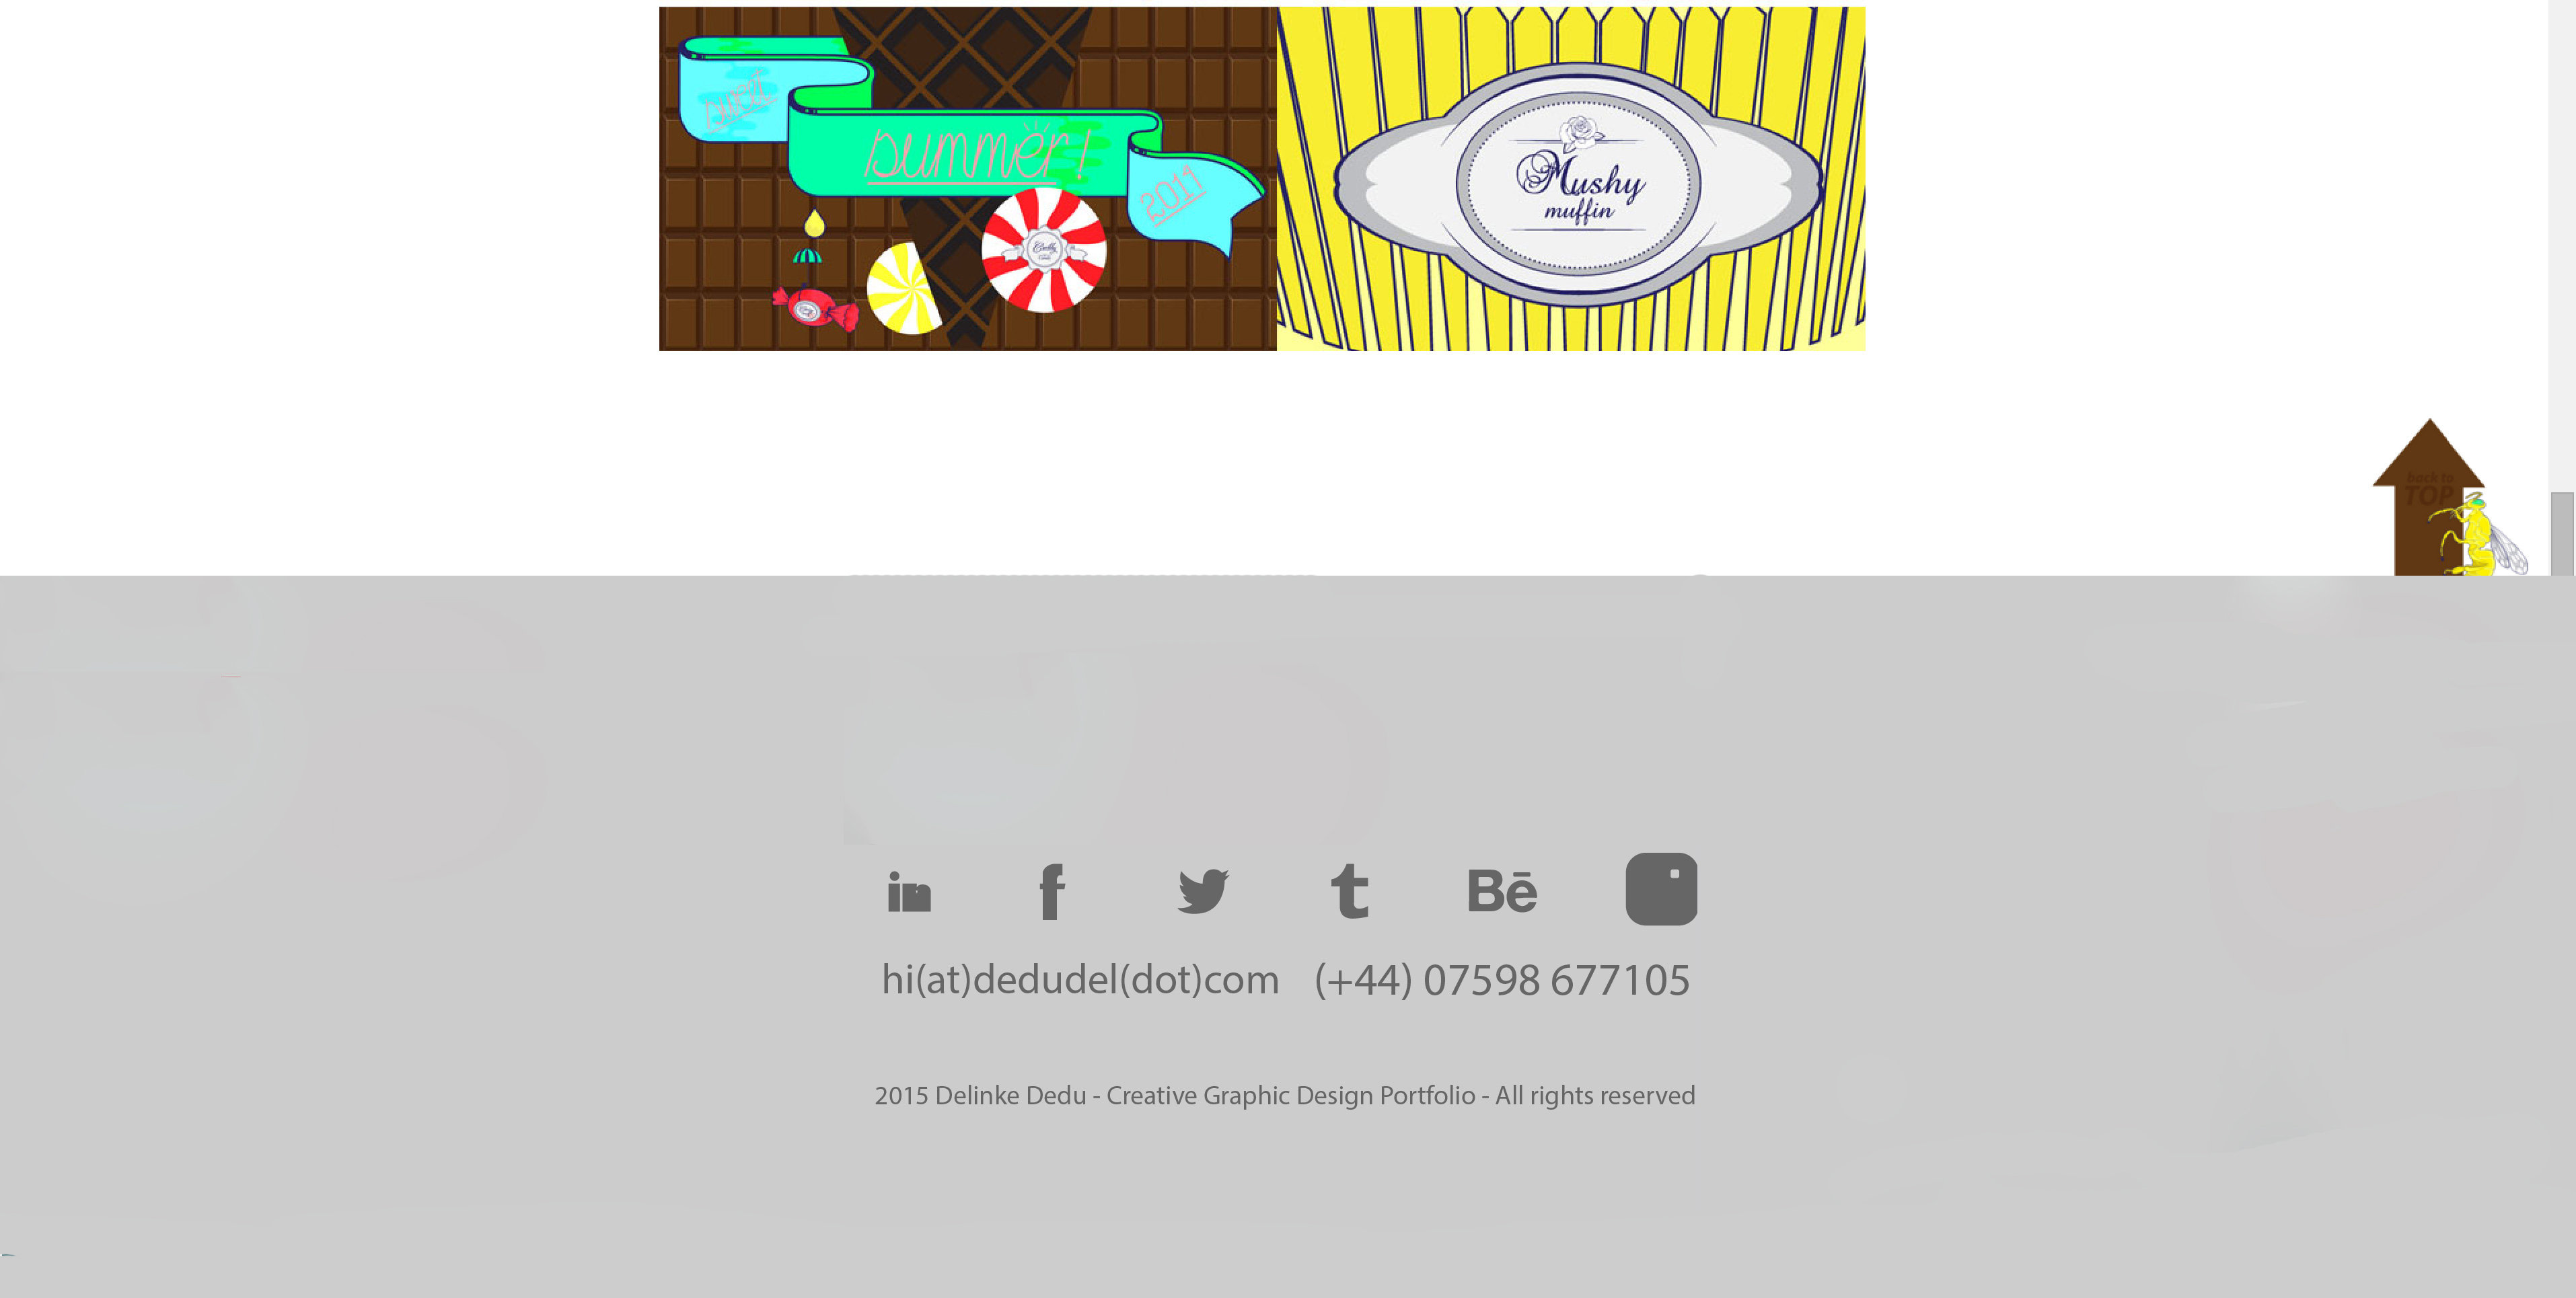 summer!
2011
Mushy
muffin
back to
TOP
in f t Bē
hi(at)dedudel(dot)com (+44) 07598 677105
2015 Delinke Dedu - Creative Graphic Design Portfolio - All rights reserved